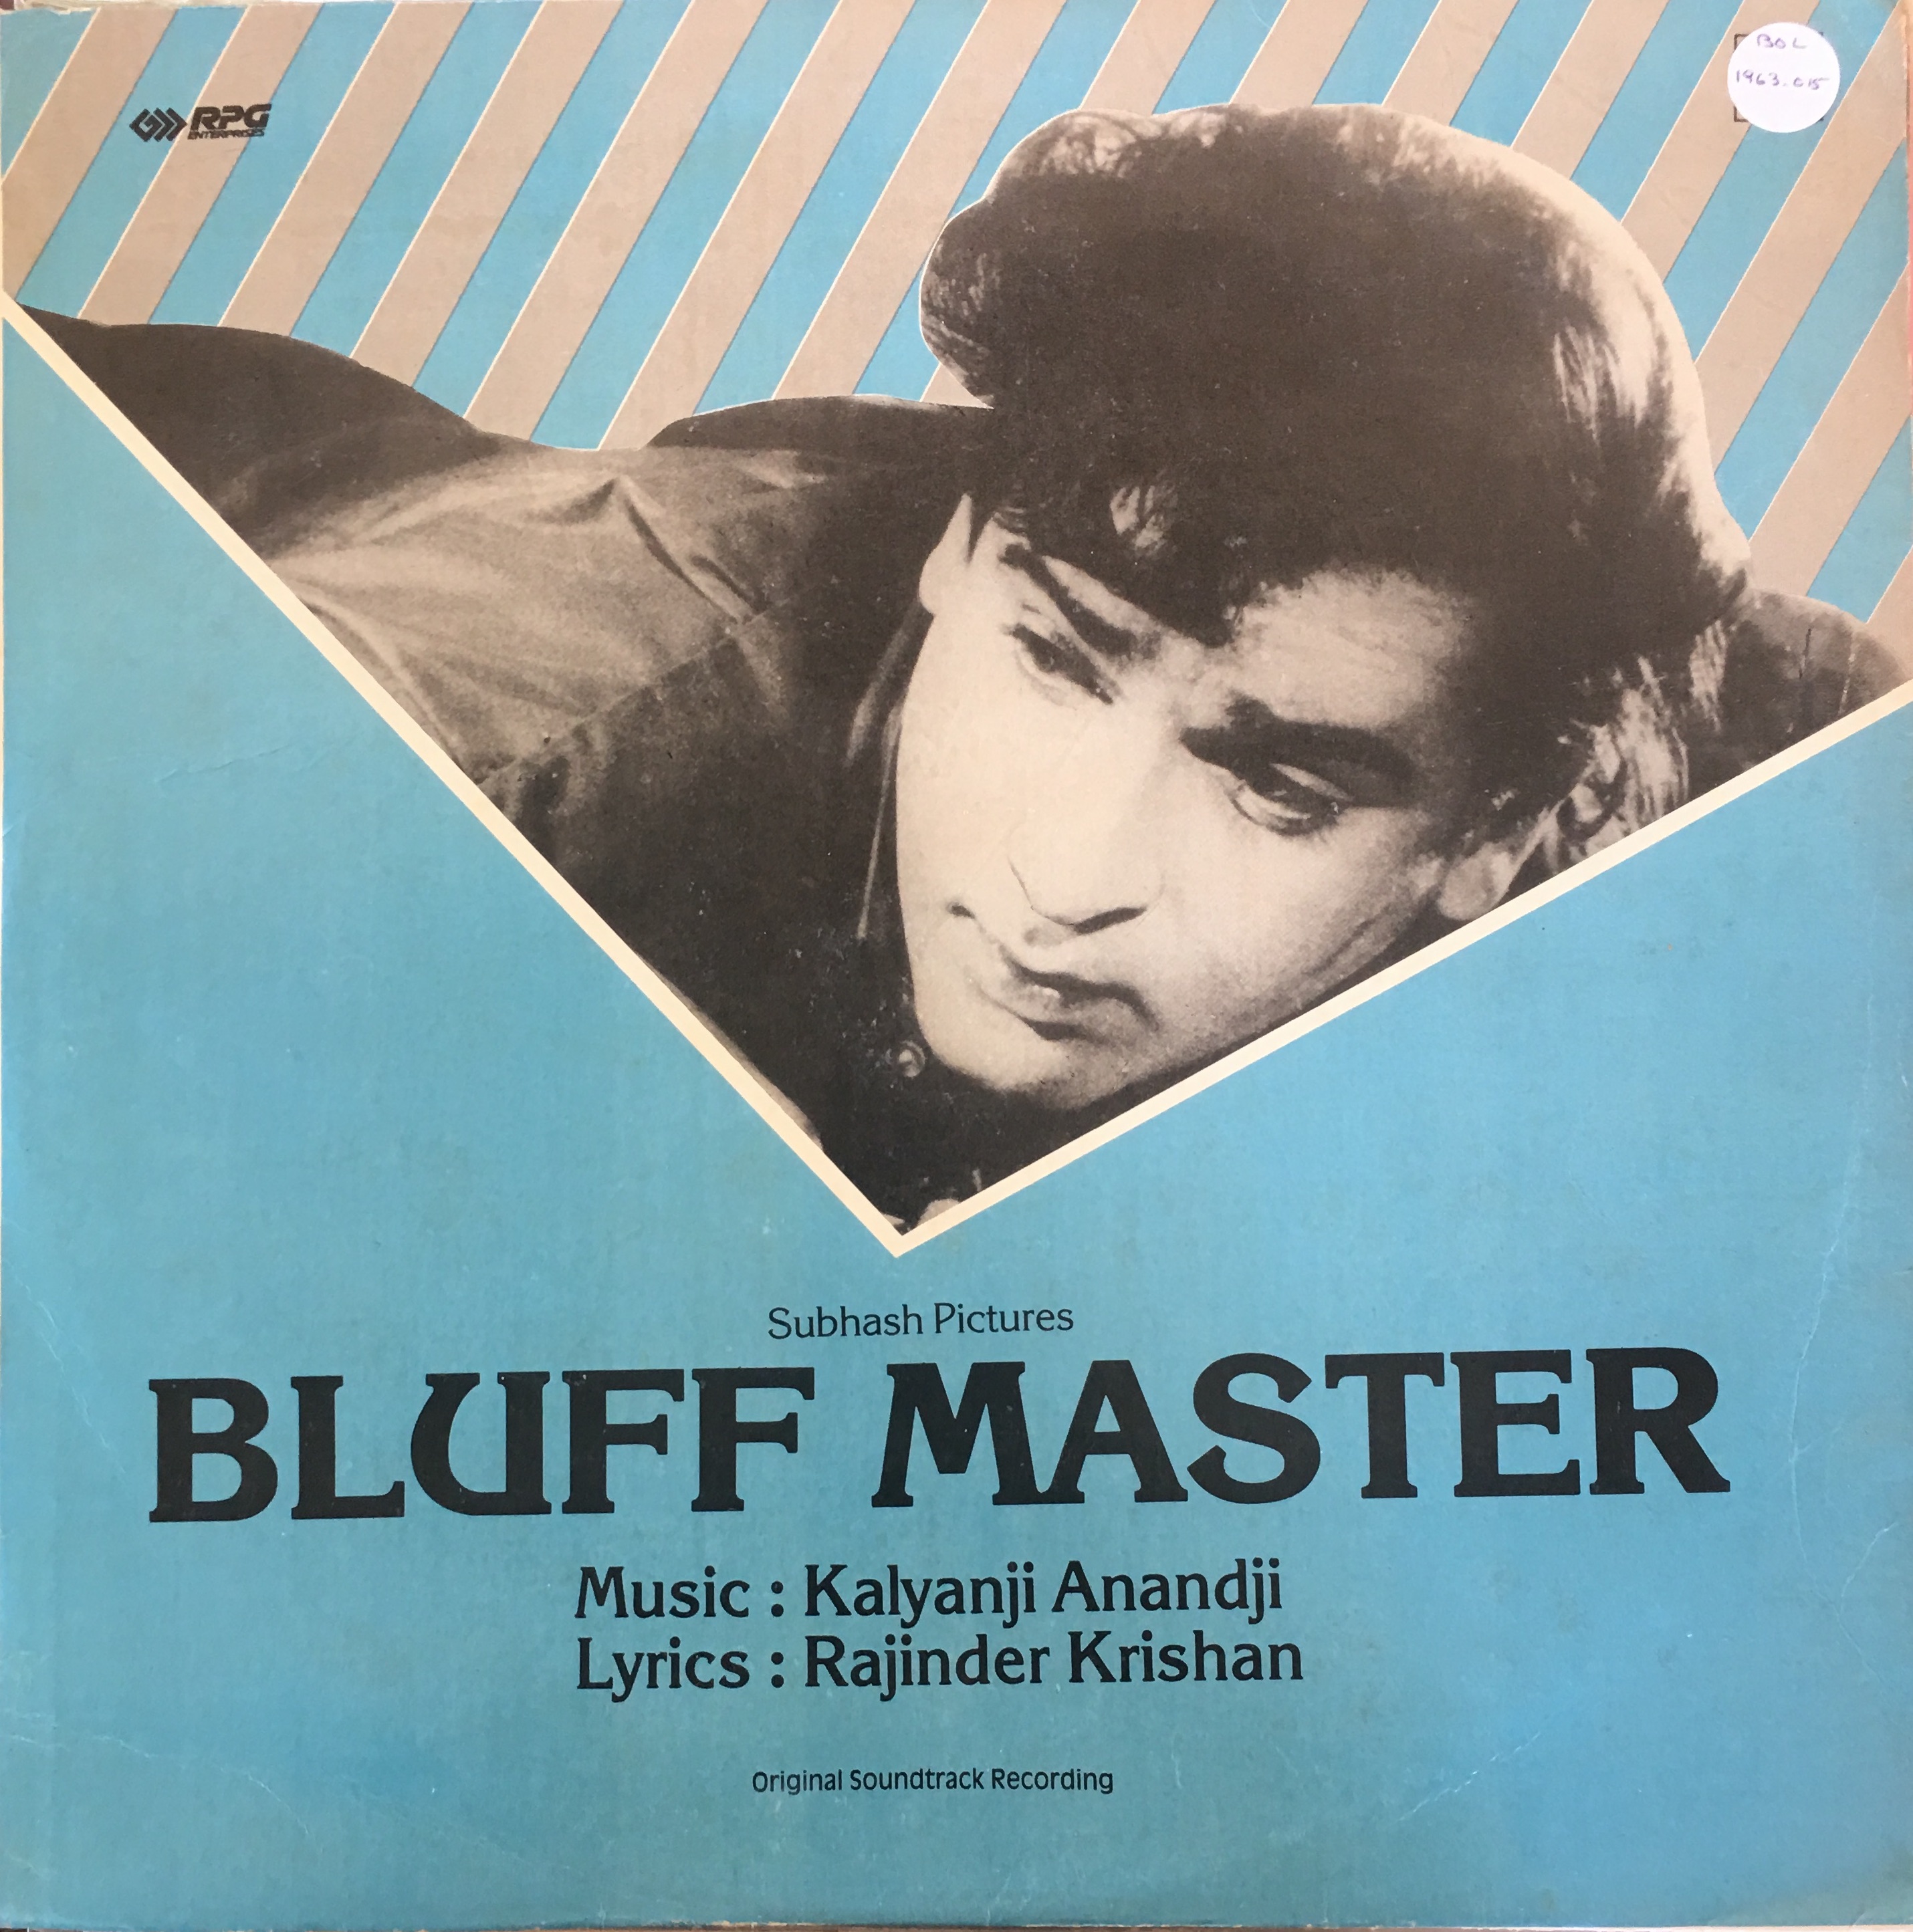 RPG
ENTERPRISES
BOL
1963.015
Subhash Pictures
BLUFF MASTER
Music : Kalyanji Anandji
Lyrics : Rajinder Krishan
Original Soundtrack Recording